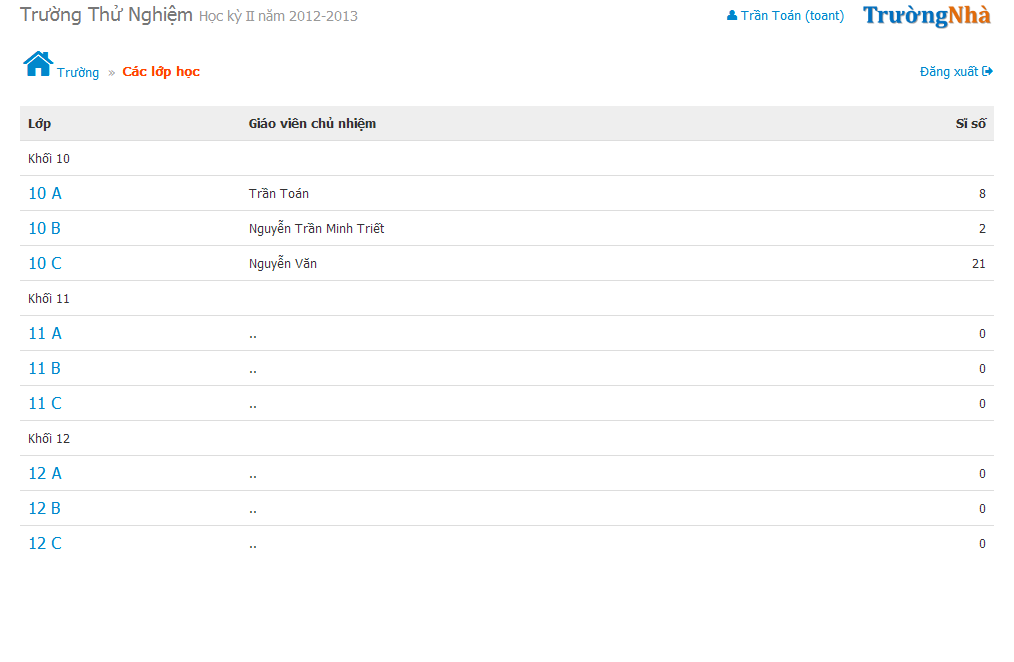 Trường Thử Nghiệm Học kỳ II năm 2012-2013 Trần Toán (toant) TrườngNhà
Trường » Các lớp học Đăng xuất
Lớp Giáo viên chủ nhiệm Sỉ số
Khối 10
10 A Trần Toán 8
10 B Nguyễn Trần Minh Triết 2
10 C Nguyễn Văn 21
Khối 11
11 A .. 0
11 B .. 0
11 C .. 0
Khối 12
12 A .. 0
12 B .. 0
12 C .. 0